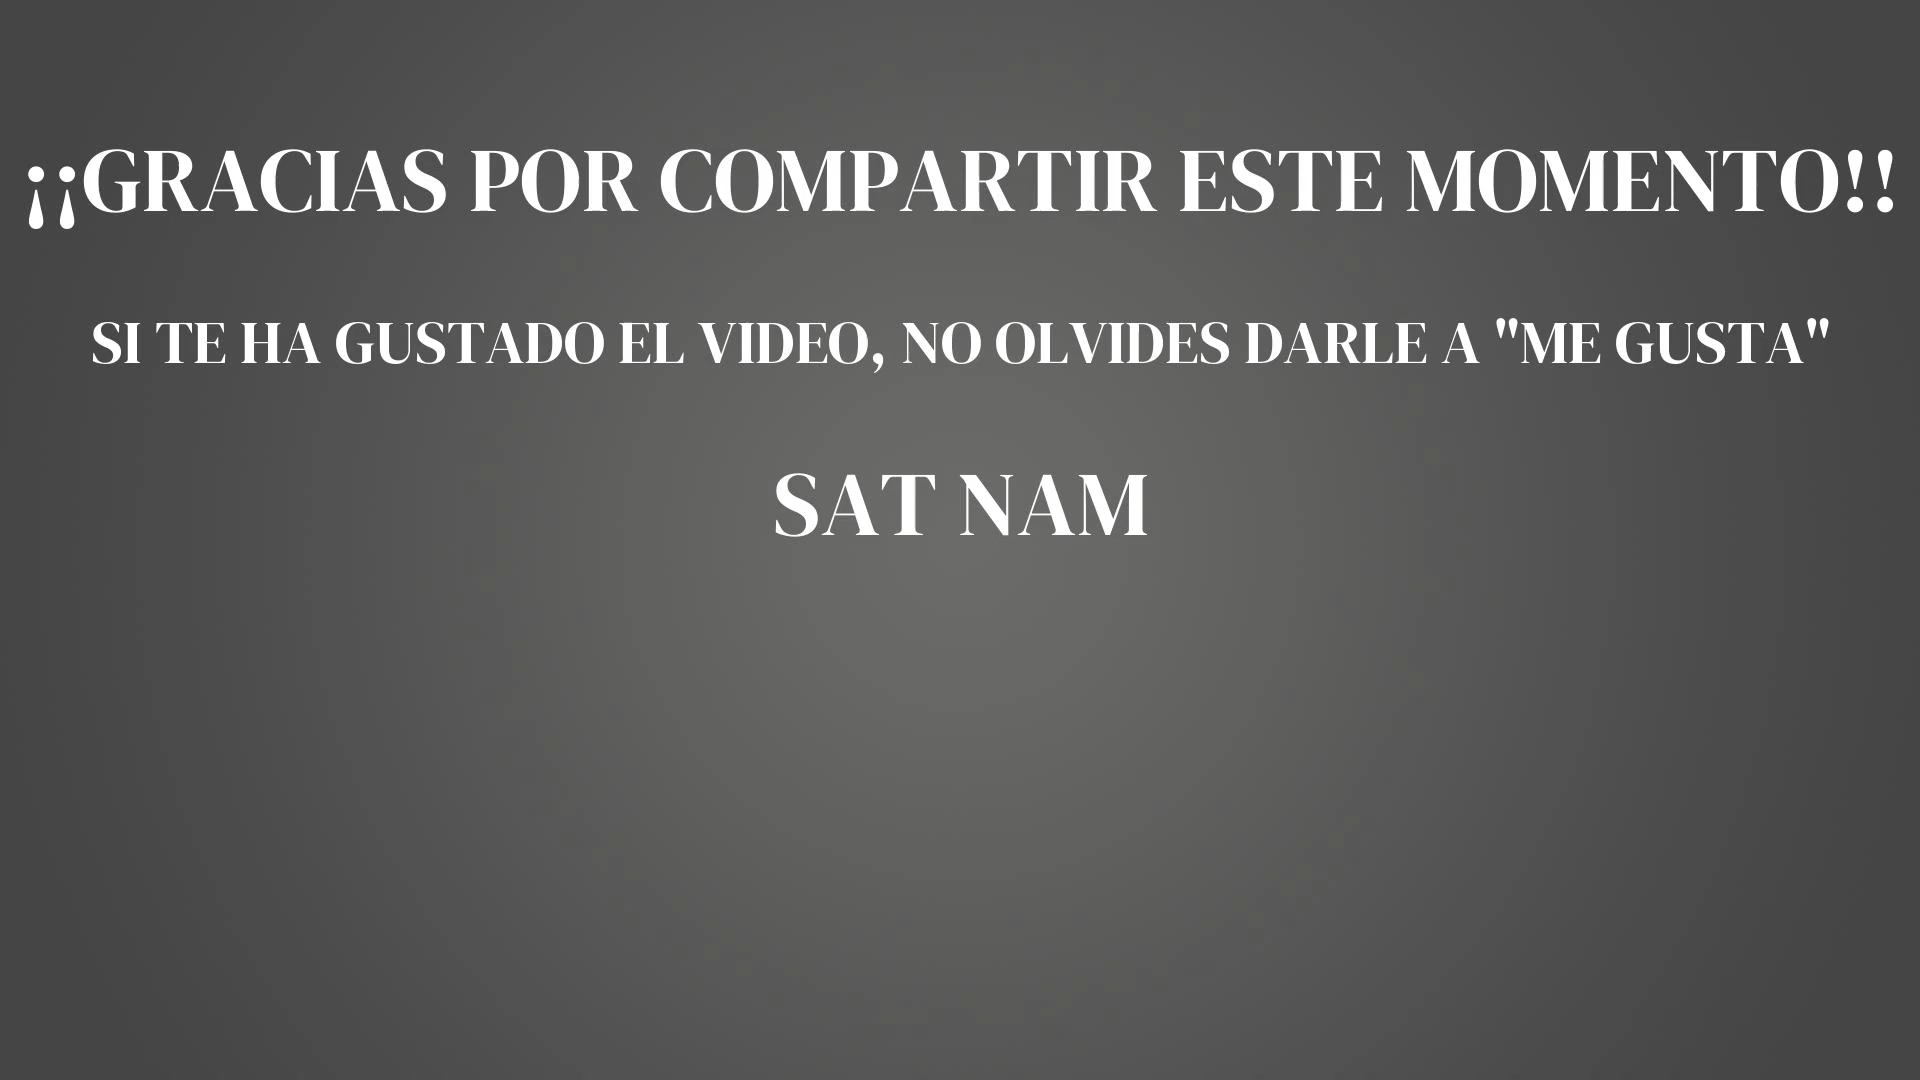 ¡¡GRACIAS POR COMPARTIR ESTE MOMENTO!!
SI TE HA GUSTADO EL VIDEO, NO OLVIDES DARLE A "ME GUSTA"
SAT NAM